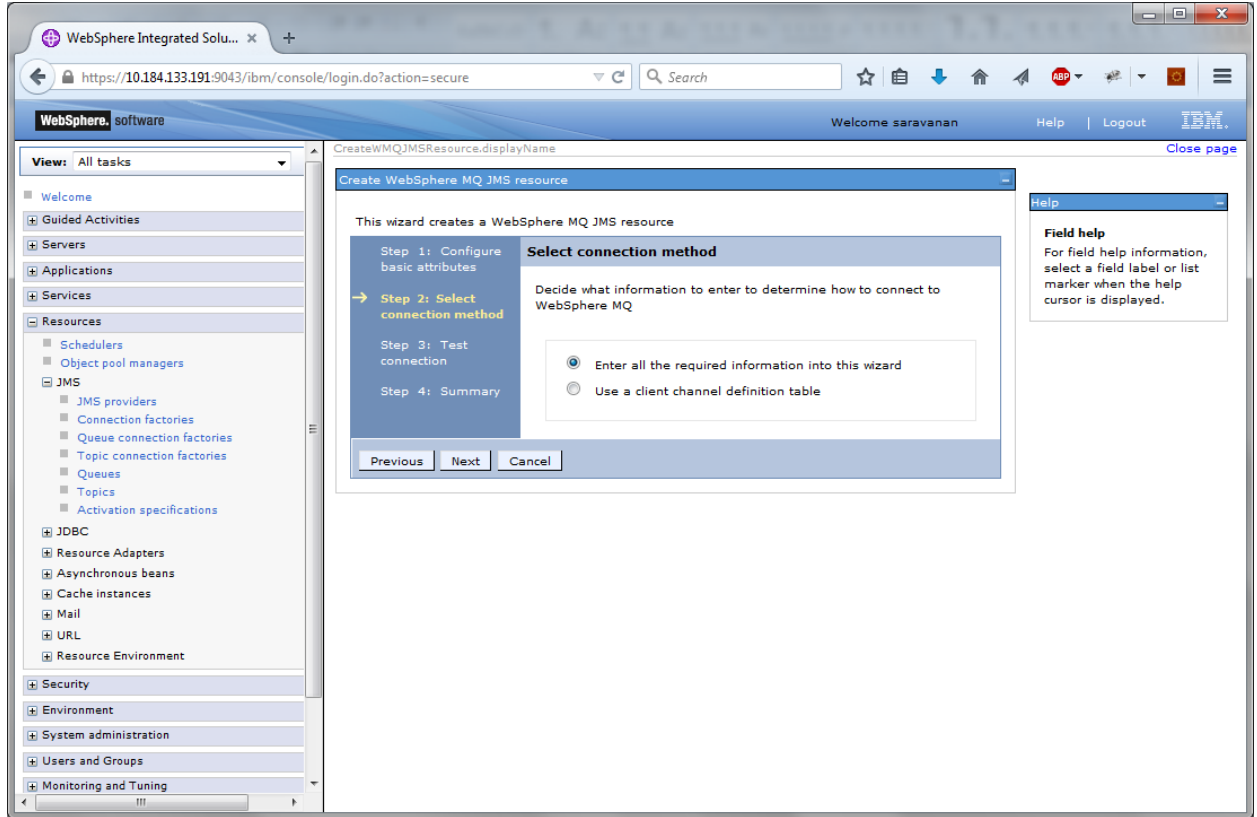 WebSphere Integrated Solu... × +
https://10.184.133.191:9043/ibm/console/login.do?action=secure
Search
ABP
WebSphere. software
Welcome saravanan
Help | Logout
IBM.
View: All tasks
CreateWMQJMSResource.displayName
Close page
Welcome
Guided Activities
Servers
Applications
Services
Resources
Schedulers
Object pool managers
JMS
JMS providers
Connection factories
Queue connection factories
Topic connection factories
Queues
Topics
Activation specifications
JDBC
Resource Adapters
Asynchronous beans
Cache instances
Mail
URL
Resource Environment
Security
Environment
System administration
Users and Groups
Monitoring and Tuning
Create WebSphere MQ JMS resource
This wizard creates a WebSphere MQ JMS resource
Step 1: Configure
basic attributes
Step 2: Select
connection method
Step 3: Test
connection
Step 4: Summary
Select connection method
Decide what information to enter to determine how to connect to
WebSphere MQ
Enter all the required information into this wizard
Use a client channel definition table
Previous Next Cancel
Help
Field help
For field help information,
select a field label or list
marker when the help
cursor is displayed.